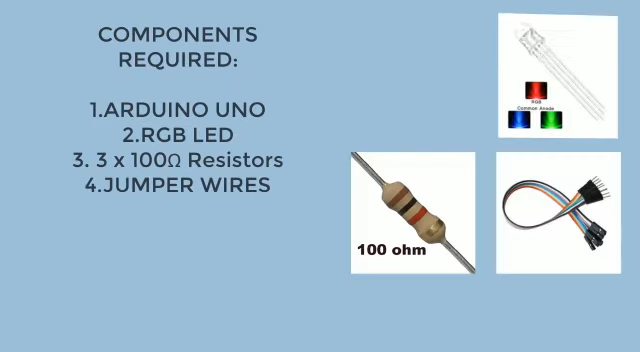 COMPONENTS
REQUIRED:
1.ARDUINO UNO
2.RGB LED
3. 3 x 100Ω Resistors
4.JUMPER WIRES
RGB
Common Anode
100 ohm